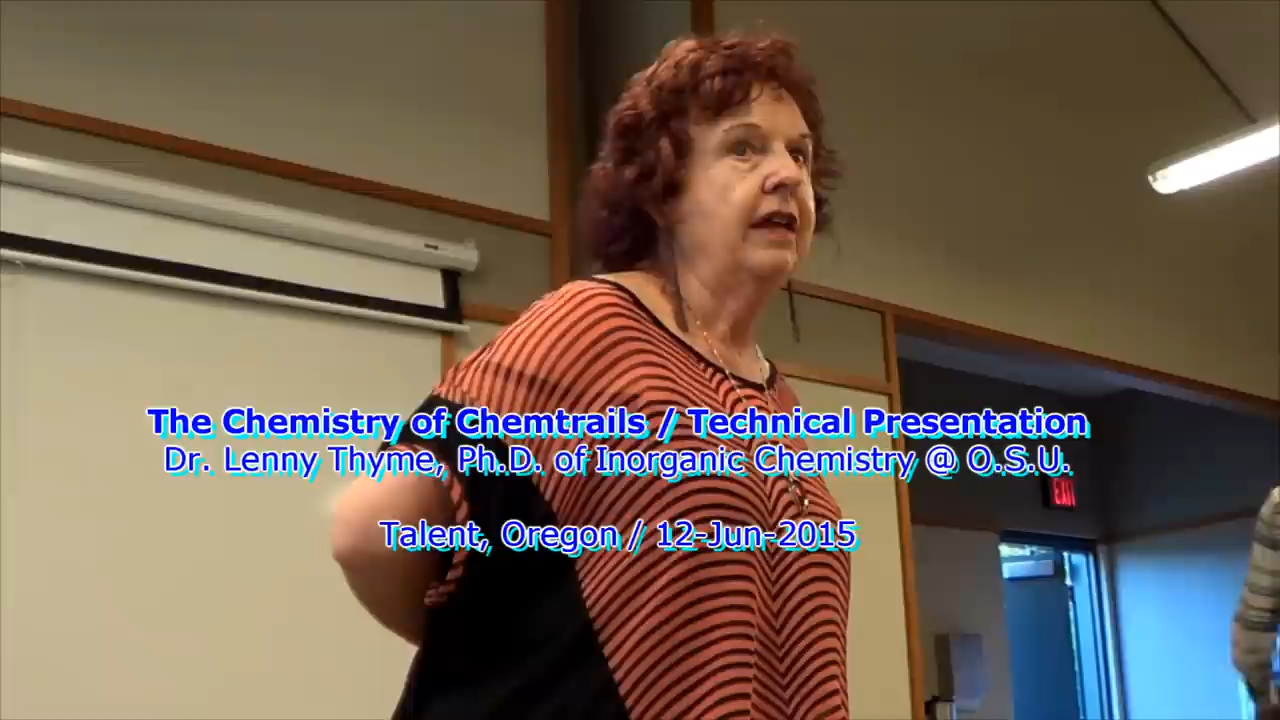 The Chemistry of Chemtrails / Technical Presentation
Dr. Lenny Thyme, Ph.D. of Inorganic Chemistry @ O.S.U.
EXIT
Talent, Oregon / 12-Jun-2015